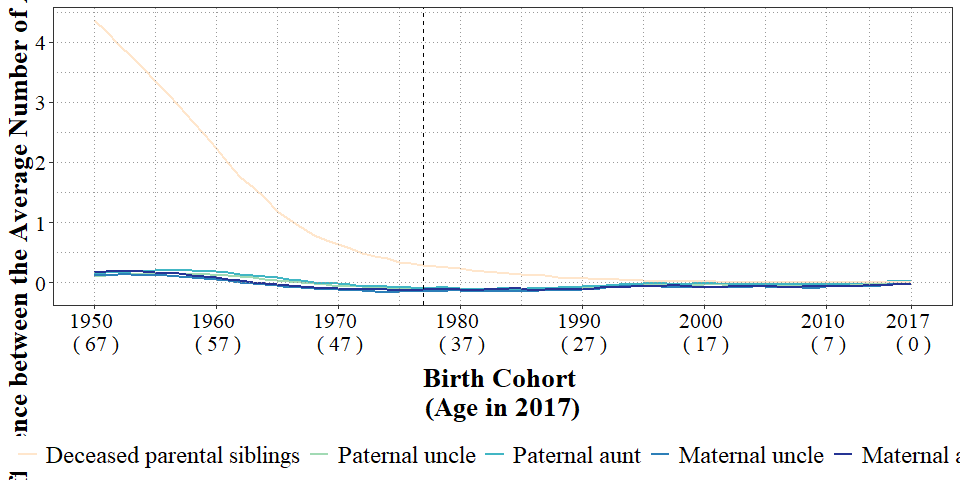 ence between the Average Number of
4
3
2
1
0
1950 1960 1970 1980 1990 2000 2010 2017
( 67 ) ( 57 ) ( 47 ) ( 37 ) ( 27 ) ( 17 ) ( 7 ) ( 0 )
Birth Cohort
(Age in 2017)
Deceased parental siblings Paternal uncle Paternal aunt Maternal uncle Maternal a